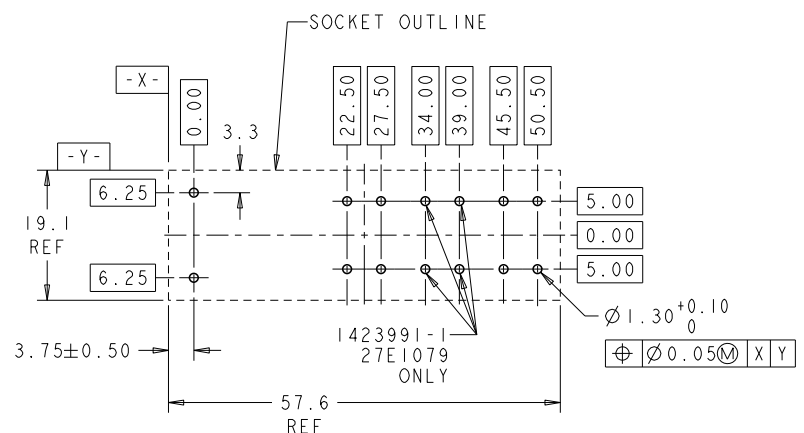 SOCKET OUTLINE
-X-
0.00
22.50
27.50
34.00
39.00
45.50
50.50
3.3
-Y-
6.25
5.00
19.1
REF
0.00
6.25
5.00
Ø1.30 +0.10
0
1423991-1
27E1079
ONLY
3.75±0.50
⌖ Ø0.05Ⓜ X Y
57.6
REF